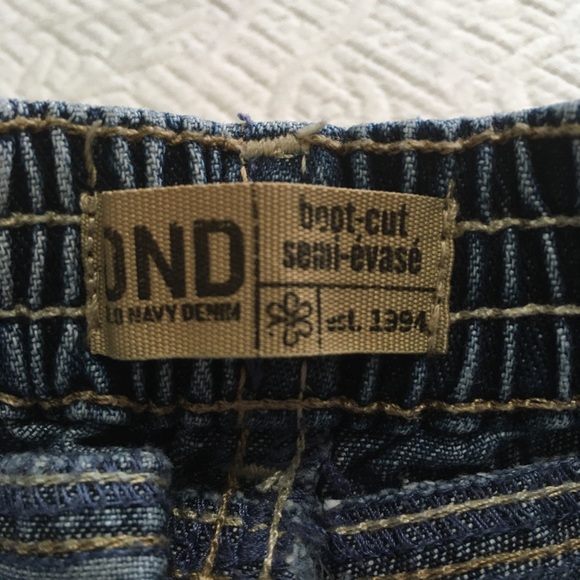 OND
LD NAVY DENIM
boot-cut
semi-évasé
est. 1994